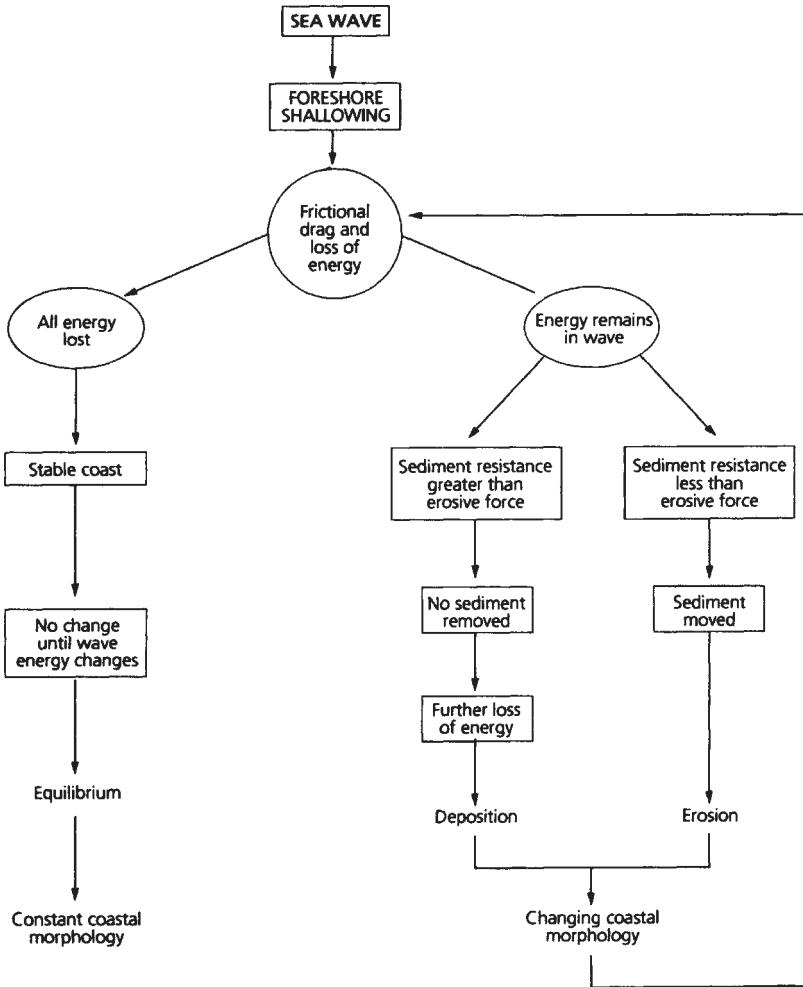 SEA WAVE
FORESHORE
SHALLOWING
Frictional
drag and
loss of
energy
All energy
lost
Energy remains
in wave
Stable coast
Sediment resistance
greater than
erosive force
Sediment resistance
less than
erosive force
No change
until wave
energy changes
No sediment
removed
Sediment
moved
Further loss
of energy
Equilibrium
Deposition
Erosion
Constant coastal
morphology
Changing coastal
morphology